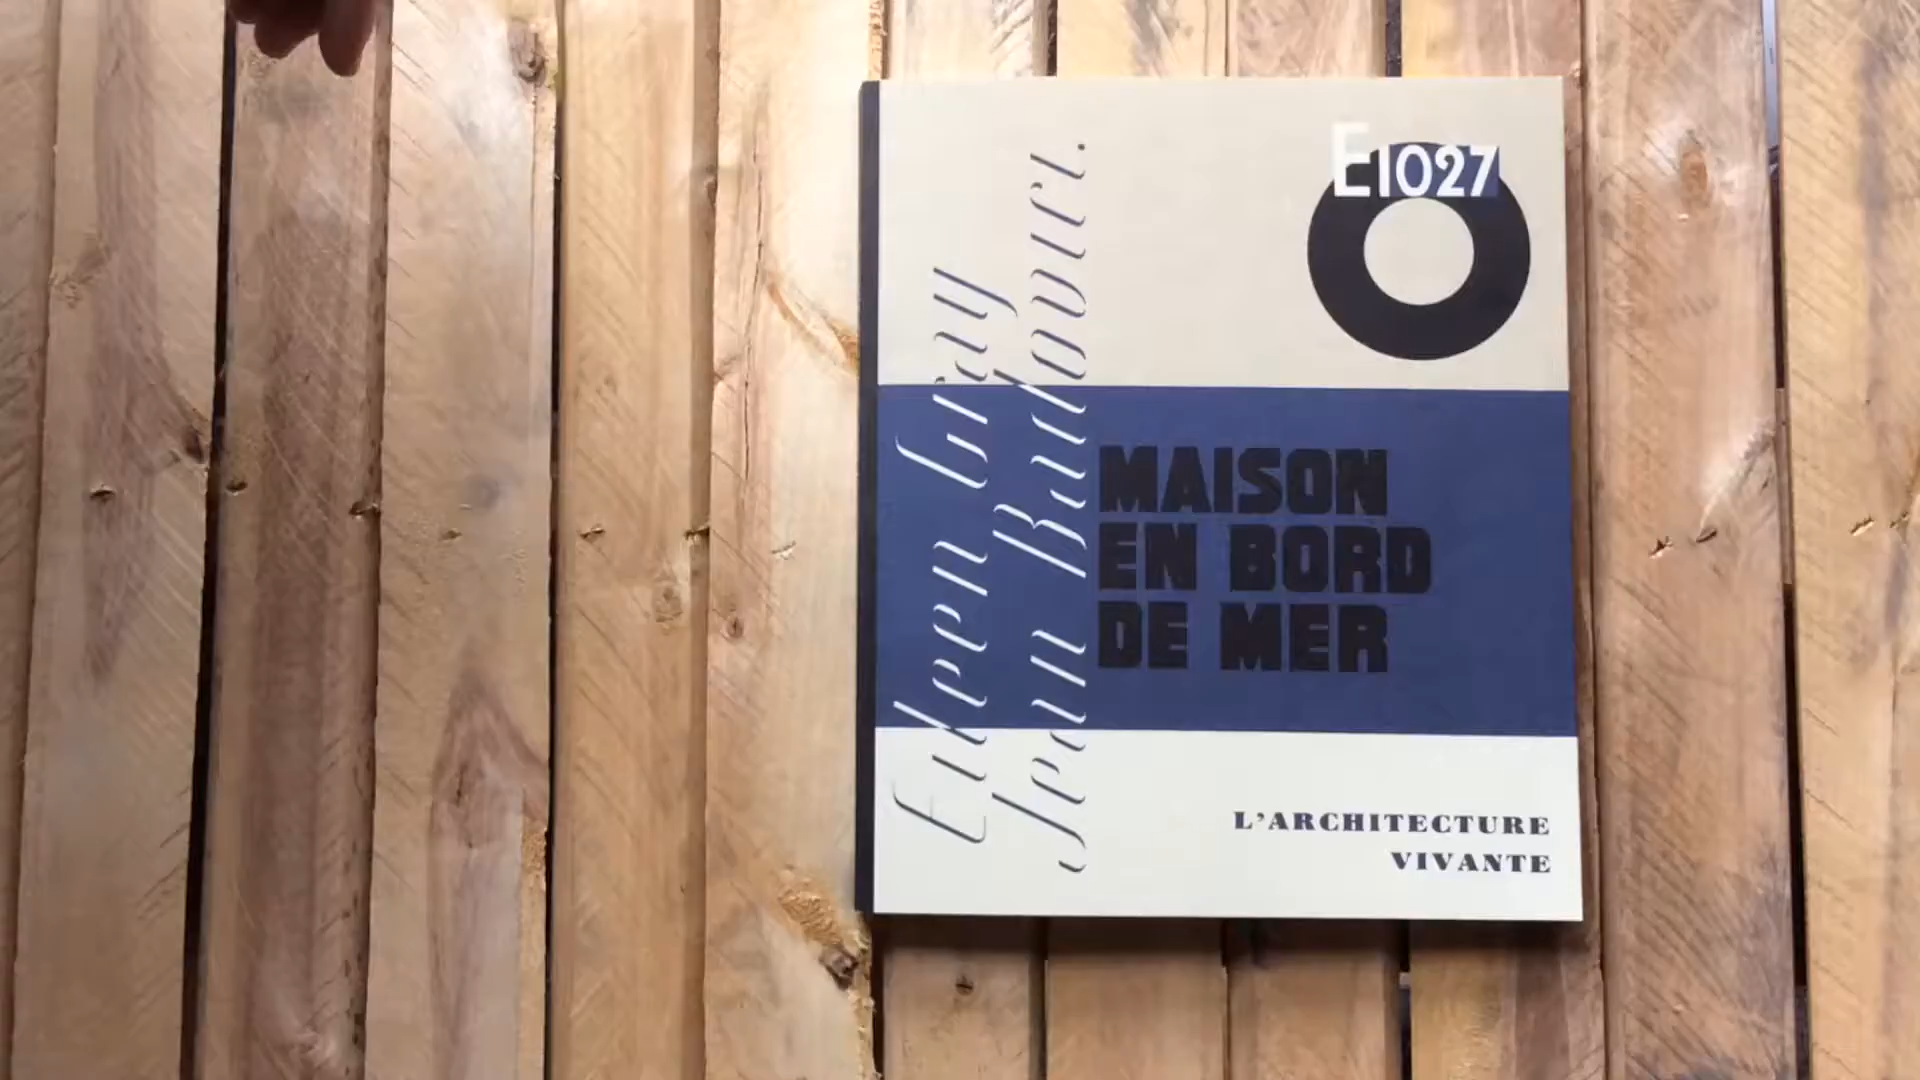 E1027
Eileen Gray
Jean Badovici.
MAISON
EN BORD
DE MER
L'ARCHITECTURE
VIVANTE